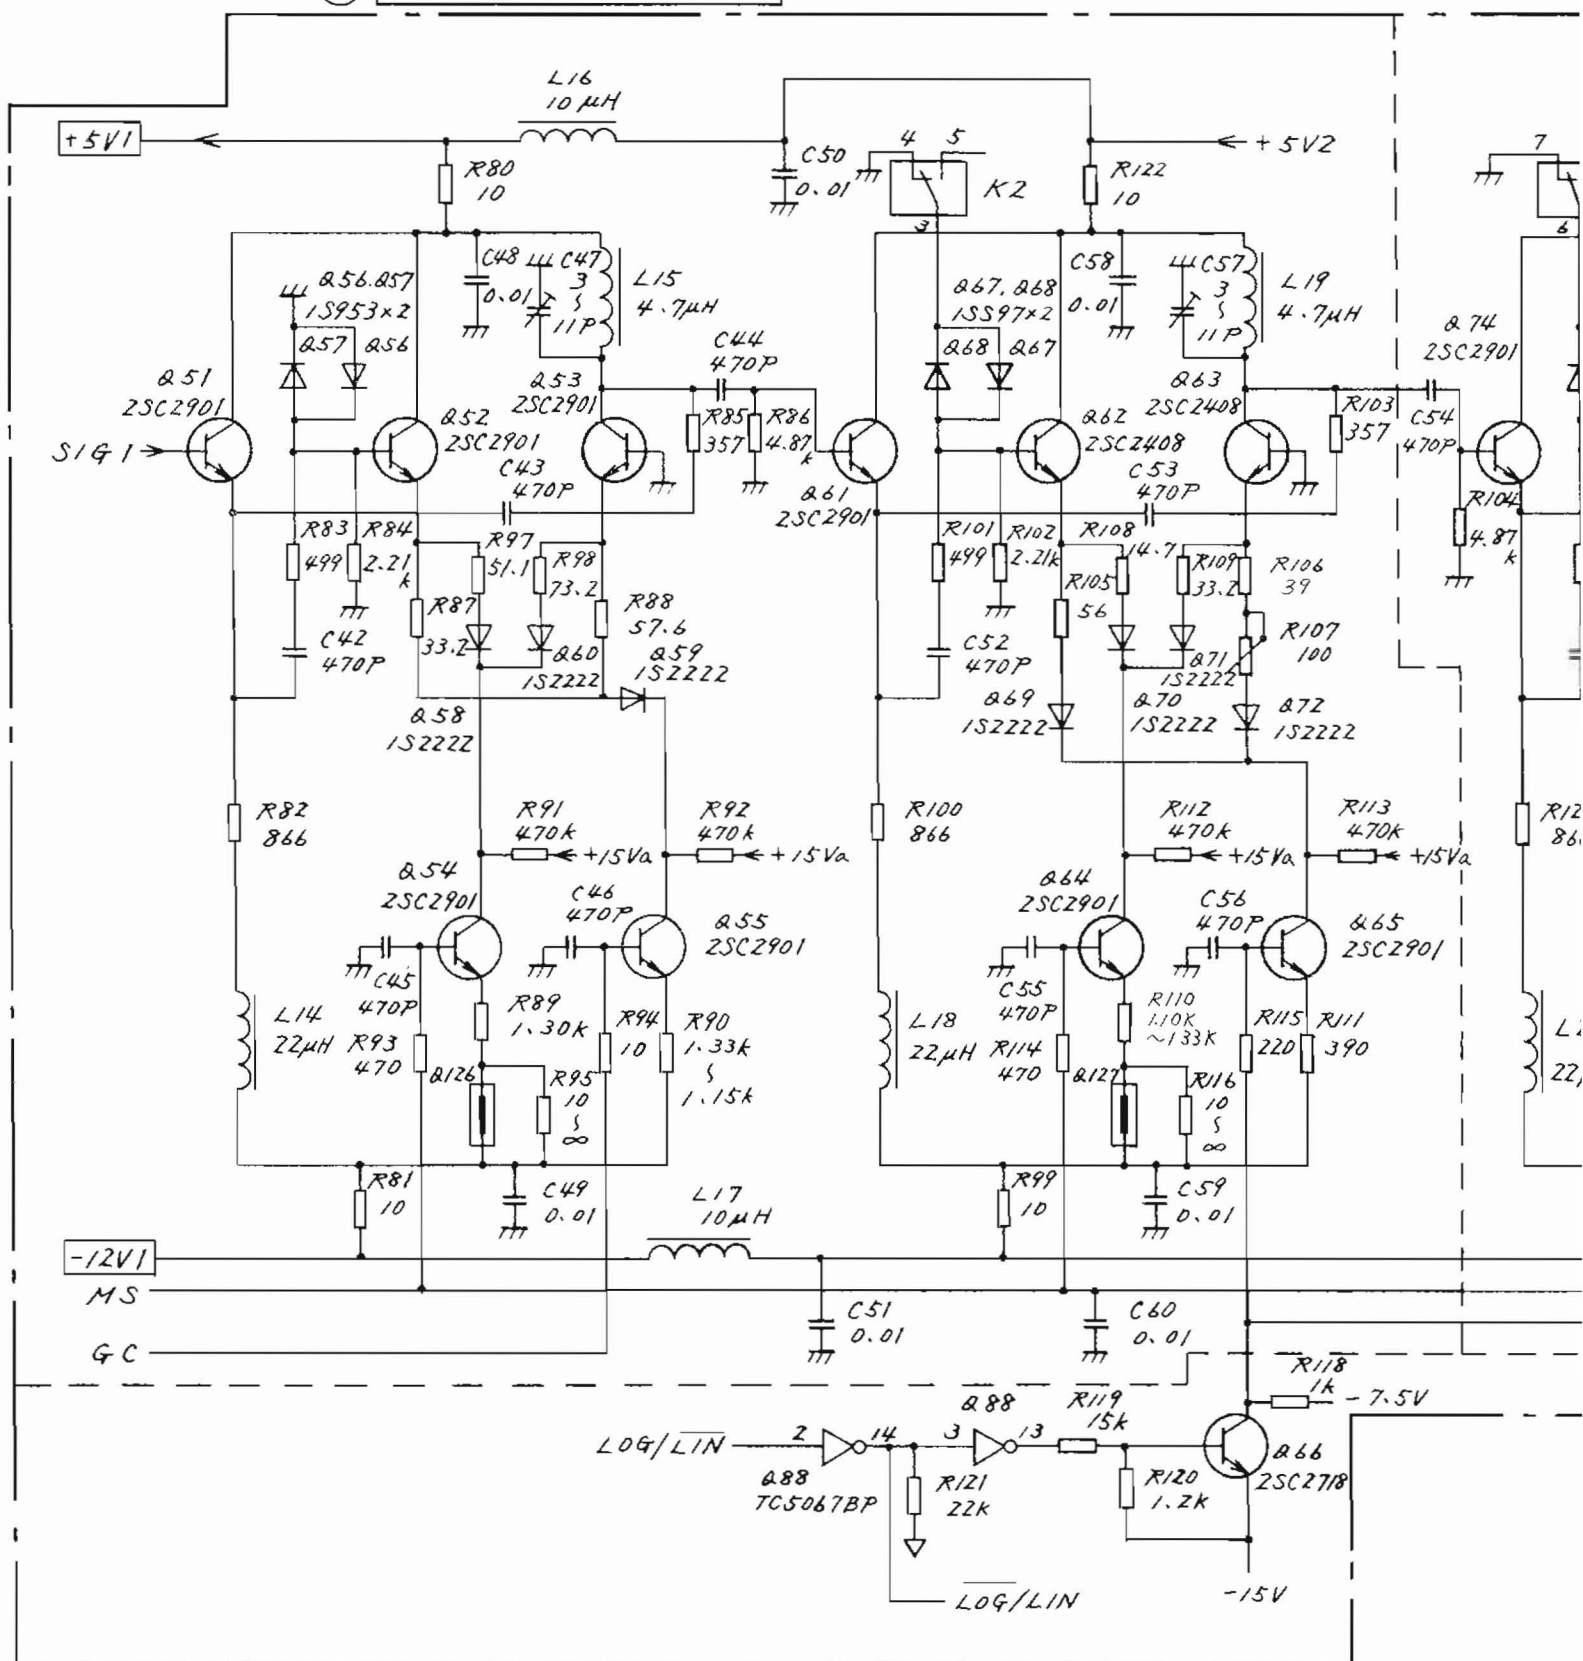 L16
10 μH
+5V1
R80
10
C50
0.01
4 5
K2
3
R122
10
+5V2
7
6
Q56.Q57
1S953×2
Q57 Q56
C48
0.01
C47
3
∫
11P
L15
4.7μH
C44
470P
Q67, Q68
1SS97×2
Q68 Q67
C58
0.01
C57
3
∫
11P
L19
4.7μH
Q74
2SC2901
Q51
2SC2901
SIG1
Q52
2SC2901
Q53
2SC2901
C43
470P
R85
357
R86
4.87
k
Q61
2SC2901
Q62
2SC2408
Q63
2SC2408
C53
470P
R103
357
C54
470P
R104
4.87
k
R83
499
R84
2.21
k
R97
51.1
R98
73.2
R87
33.2
R88
57.6
C42
470P
Q60
1S2222
Q59
1S2222
Q58
1S2222
R101
499
R102
2.21k
R108
14.7
R105
56
R109
33.2
R106
39
R107
100
C52
470P
Q71
1S2222
Q69
1S2222
Q70
1S2222
Q72
1S2222
R82
866
R91
470k
+15Va
R92
470k
+15Va
R100
866
R112
470k
+15Va
R113
470K
+15Va
R12
86
Q54
2SC2901
C46
470P
Q55
2SC2901
C45
470P
Q64
2SC2901
C56
470P
Q65
2SC2901
C55
470P
L14
22μH
R93
470
R89
1.30K
R94
10
R90
1.33k
∫
1.15k
Q126
R95
10
∫
∞
L18
22μH
R114
470
R110
1.10K
~1.33K
R115
220
R111
390
Q127
R116
10
∫
∞
L2
22μ
R81
10
C49
0.01
L17
10μH
R99
10
C59
0.01
-12V1
MS
GC
C51
0.01
C60
0.01
R118
1k
-7.5V
LOG/LIN
2 14
Q88
TC5067BP
R121
22K
3 13
Q88
R119
15k
R120
1.2K
Q66
2SC2718
-15V
LOG/LIN